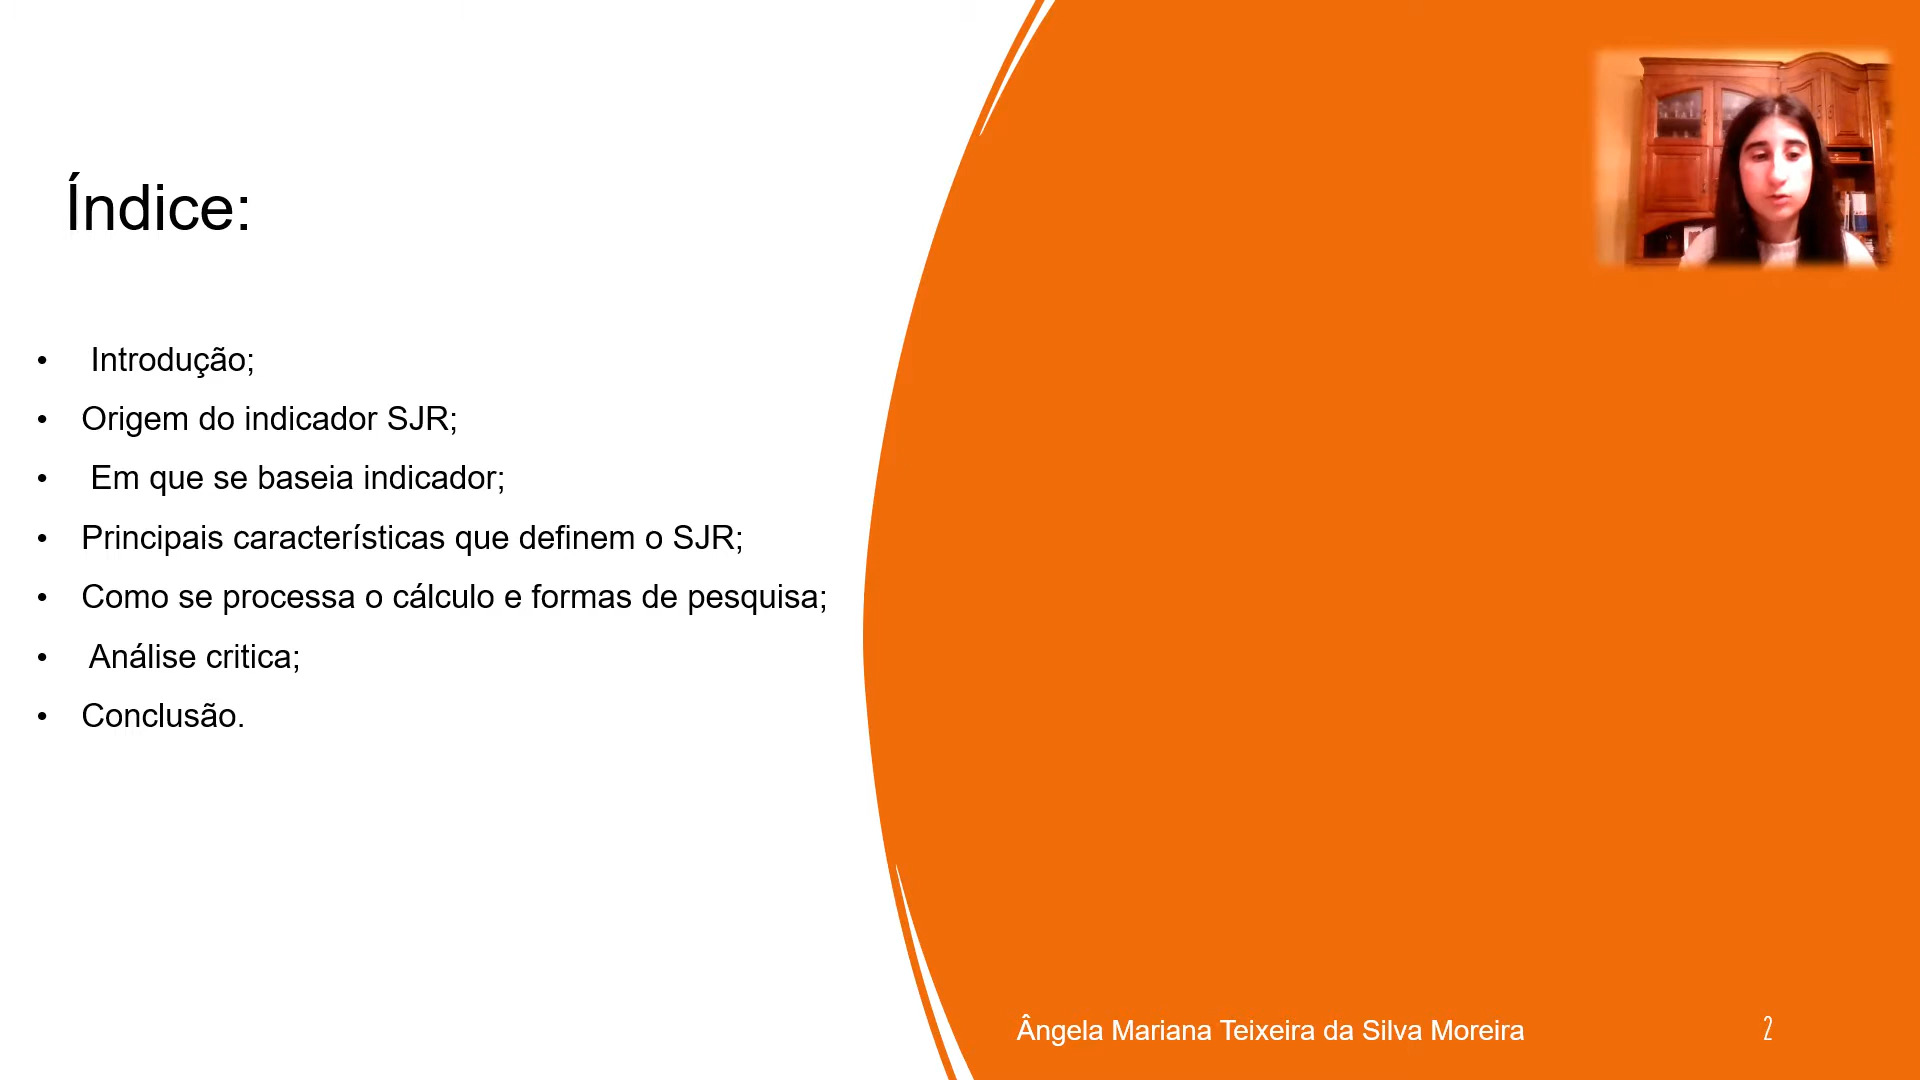 Índice:
• Introdução;
• Origem do indicador SJR;
• Em que se baseia indicador;
• Principais características que definem o SJR;
• Como se processa o cálculo e formas de pesquisa;
• Análise critica;
• Conclusão.
Ângela Mariana Teixeira da Silva Moreira
2